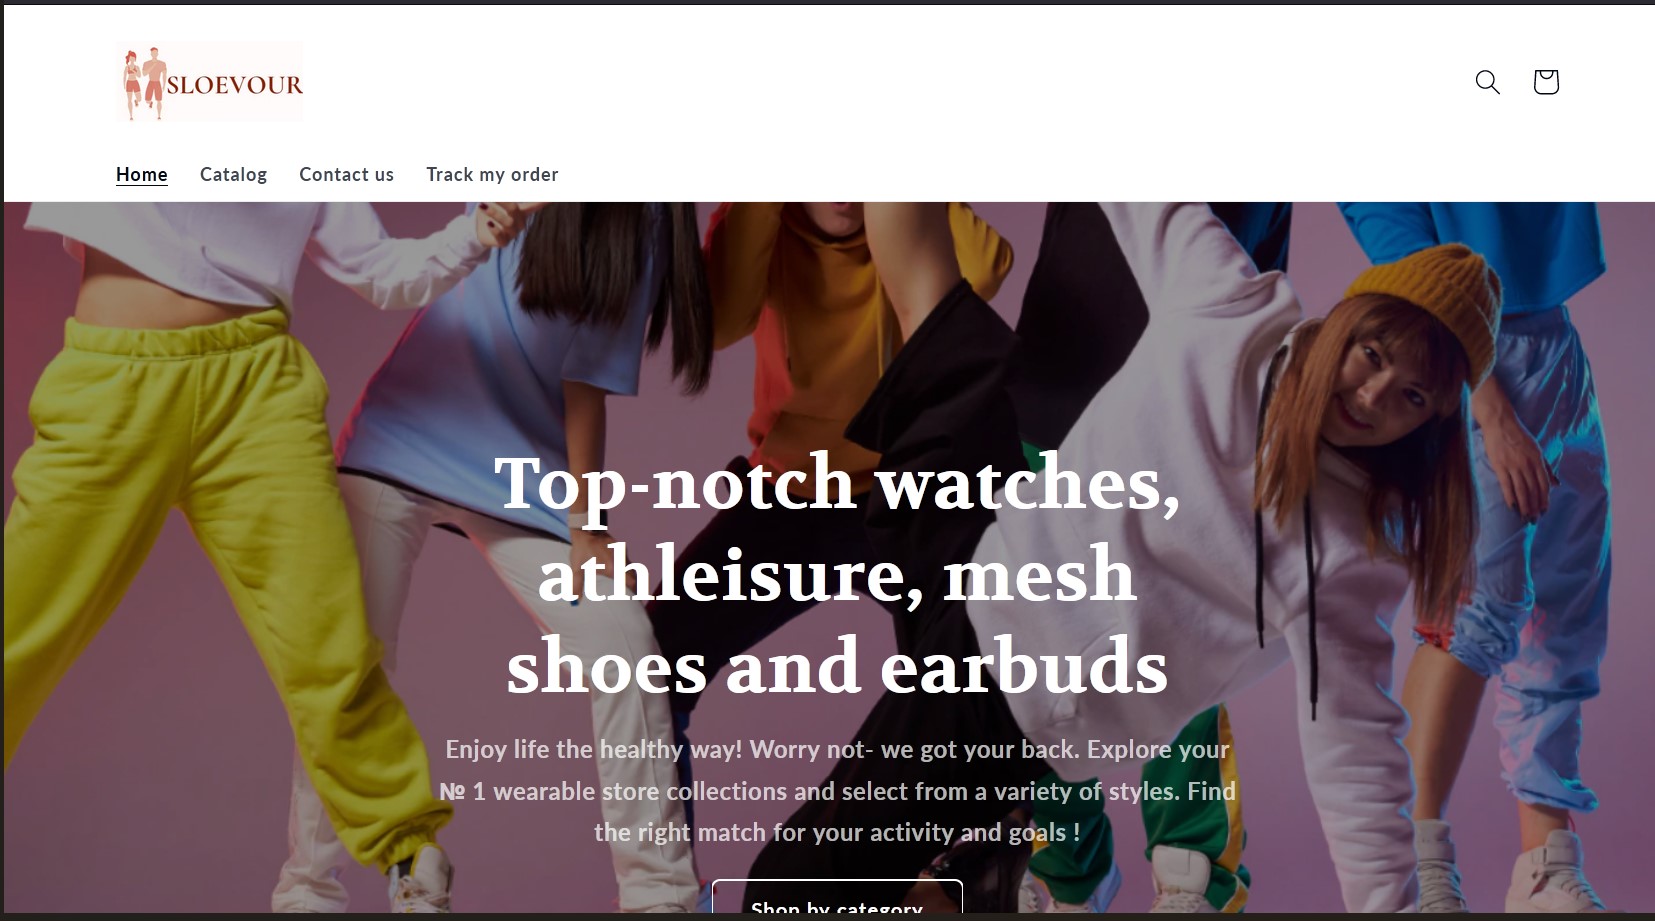 SLOEVOUR
Home Catalog Contact us Track my order
Top-notch watches,
athleisure, mesh
shoes and earbuds
Enjoy life the healthy way! Worry not- we got your back. Explore your
№ 1 wearable store collections and select from a variety of styles. Find
the right match for your activity and goals !
Shop by category